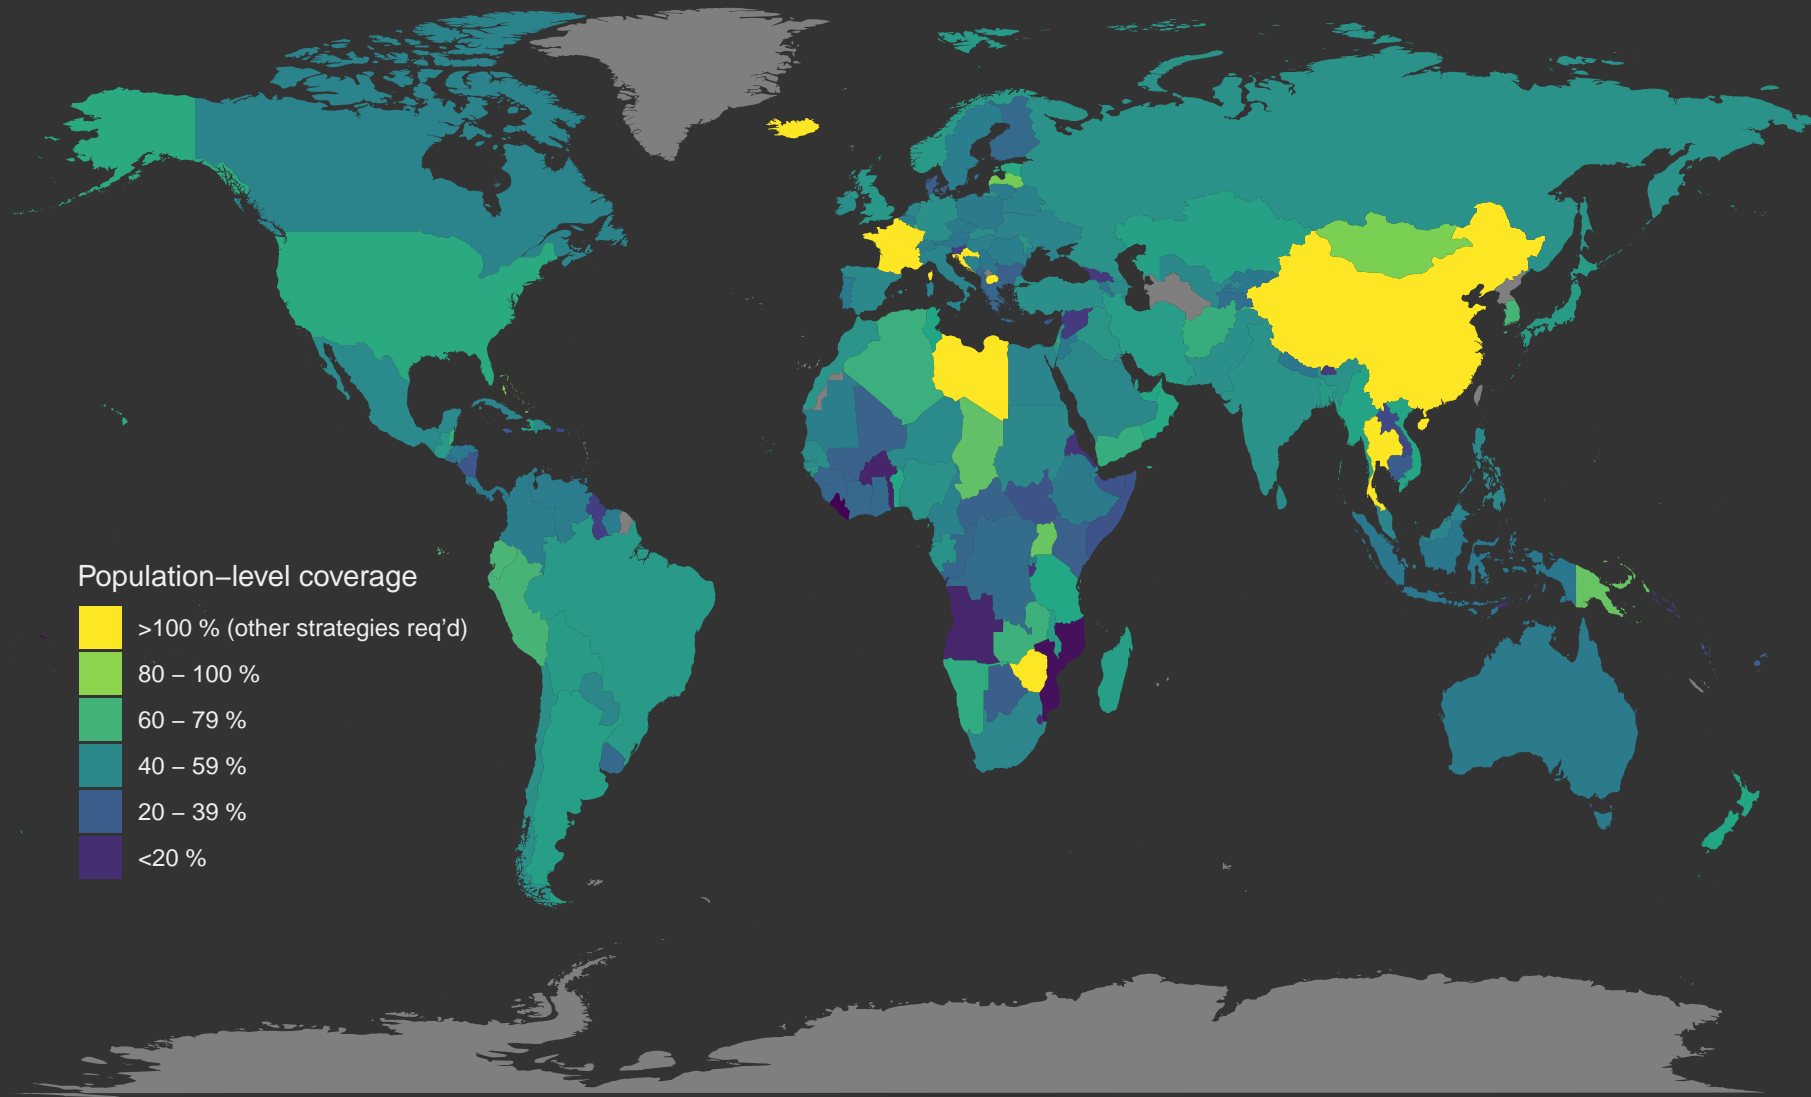 Population−level coverage
>100 % (other strategies req'd)
80 − 100 %
60 − 79 %
40 − 59 %
20 − 39 %
<20 %